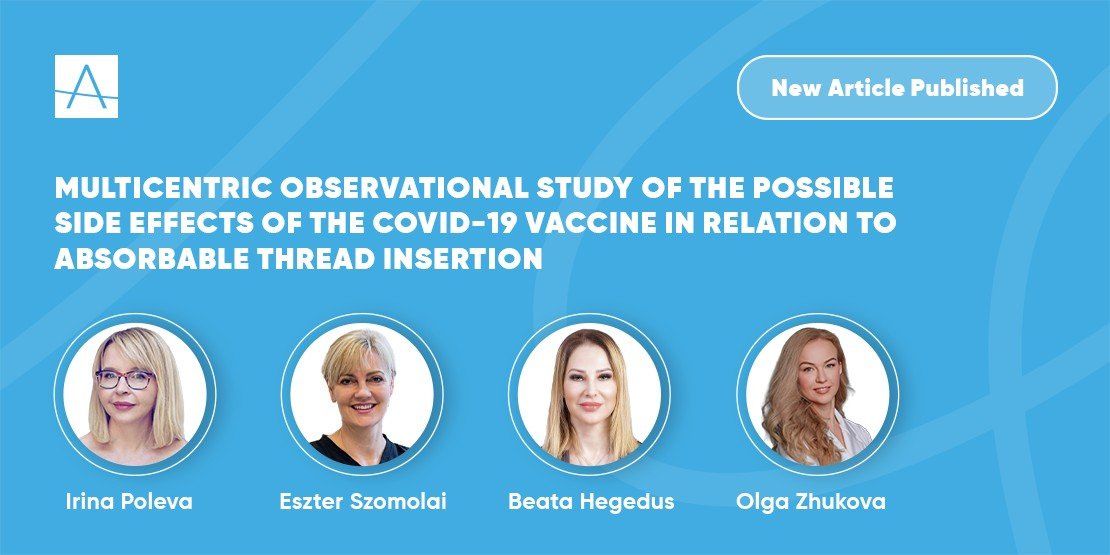 A
New Article Published
MULTICENTRIC OBSERVATIONAL STUDY OF THE POSSIBLE
SIDE EFFECTS OF THE COVID-19 VACCINE IN RELATION TO
ABSORBABLE THREAD INSERTION
Irina Poleva
Eszter Szomolai
Beata Hegedus
Olga Zhukova